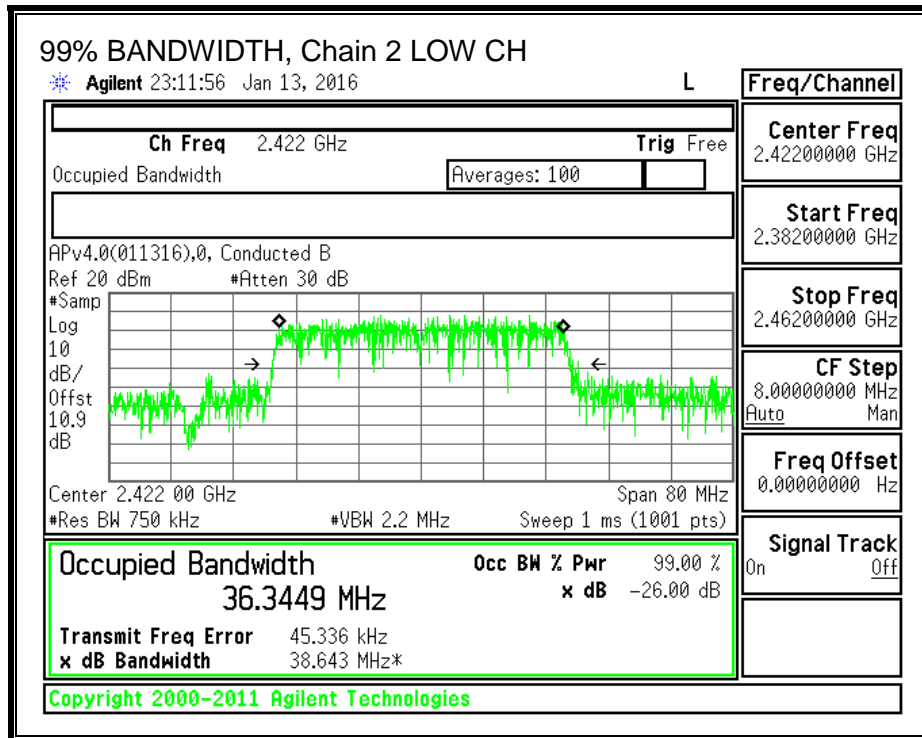 99% BANDWIDTH, Chain 2 LOW CH
Agilent 23:11:56 Jan 13, 2016 L
Freq/Channel
Ch Freq 2.422 GHz Trig Free
Occupied Bandwidth Averages: 100
APv4.0(011316),0, Conducted B
Ref 20 dBm #Atten 30 dB
#Samp
Log
10
dB/
Offst
10.9
dB
Center 2.422 00 GHz Span 80 MHz
#Res BW 750 kHz #VBW 2.2 MHz Sweep 1 ms (1001 pts)
Occupied Bandwidth
36.3449 MHz
Occ BW % Pwr 99.00 %
x dB -26.00 dB
Transmit Freq Error 45.336 kHz
x dB Bandwidth 38.643 MHz*
Copyright 2000-2011 Agilent Technologies
Center Freq
2.42200000 GHz
Start Freq
2.38200000 GHz
Stop Freq
2.46200000 GHz
CF Step
8.00000000 MHz
Auto Man
Freq Offset
0.00000000 Hz
Signal Track
On Off